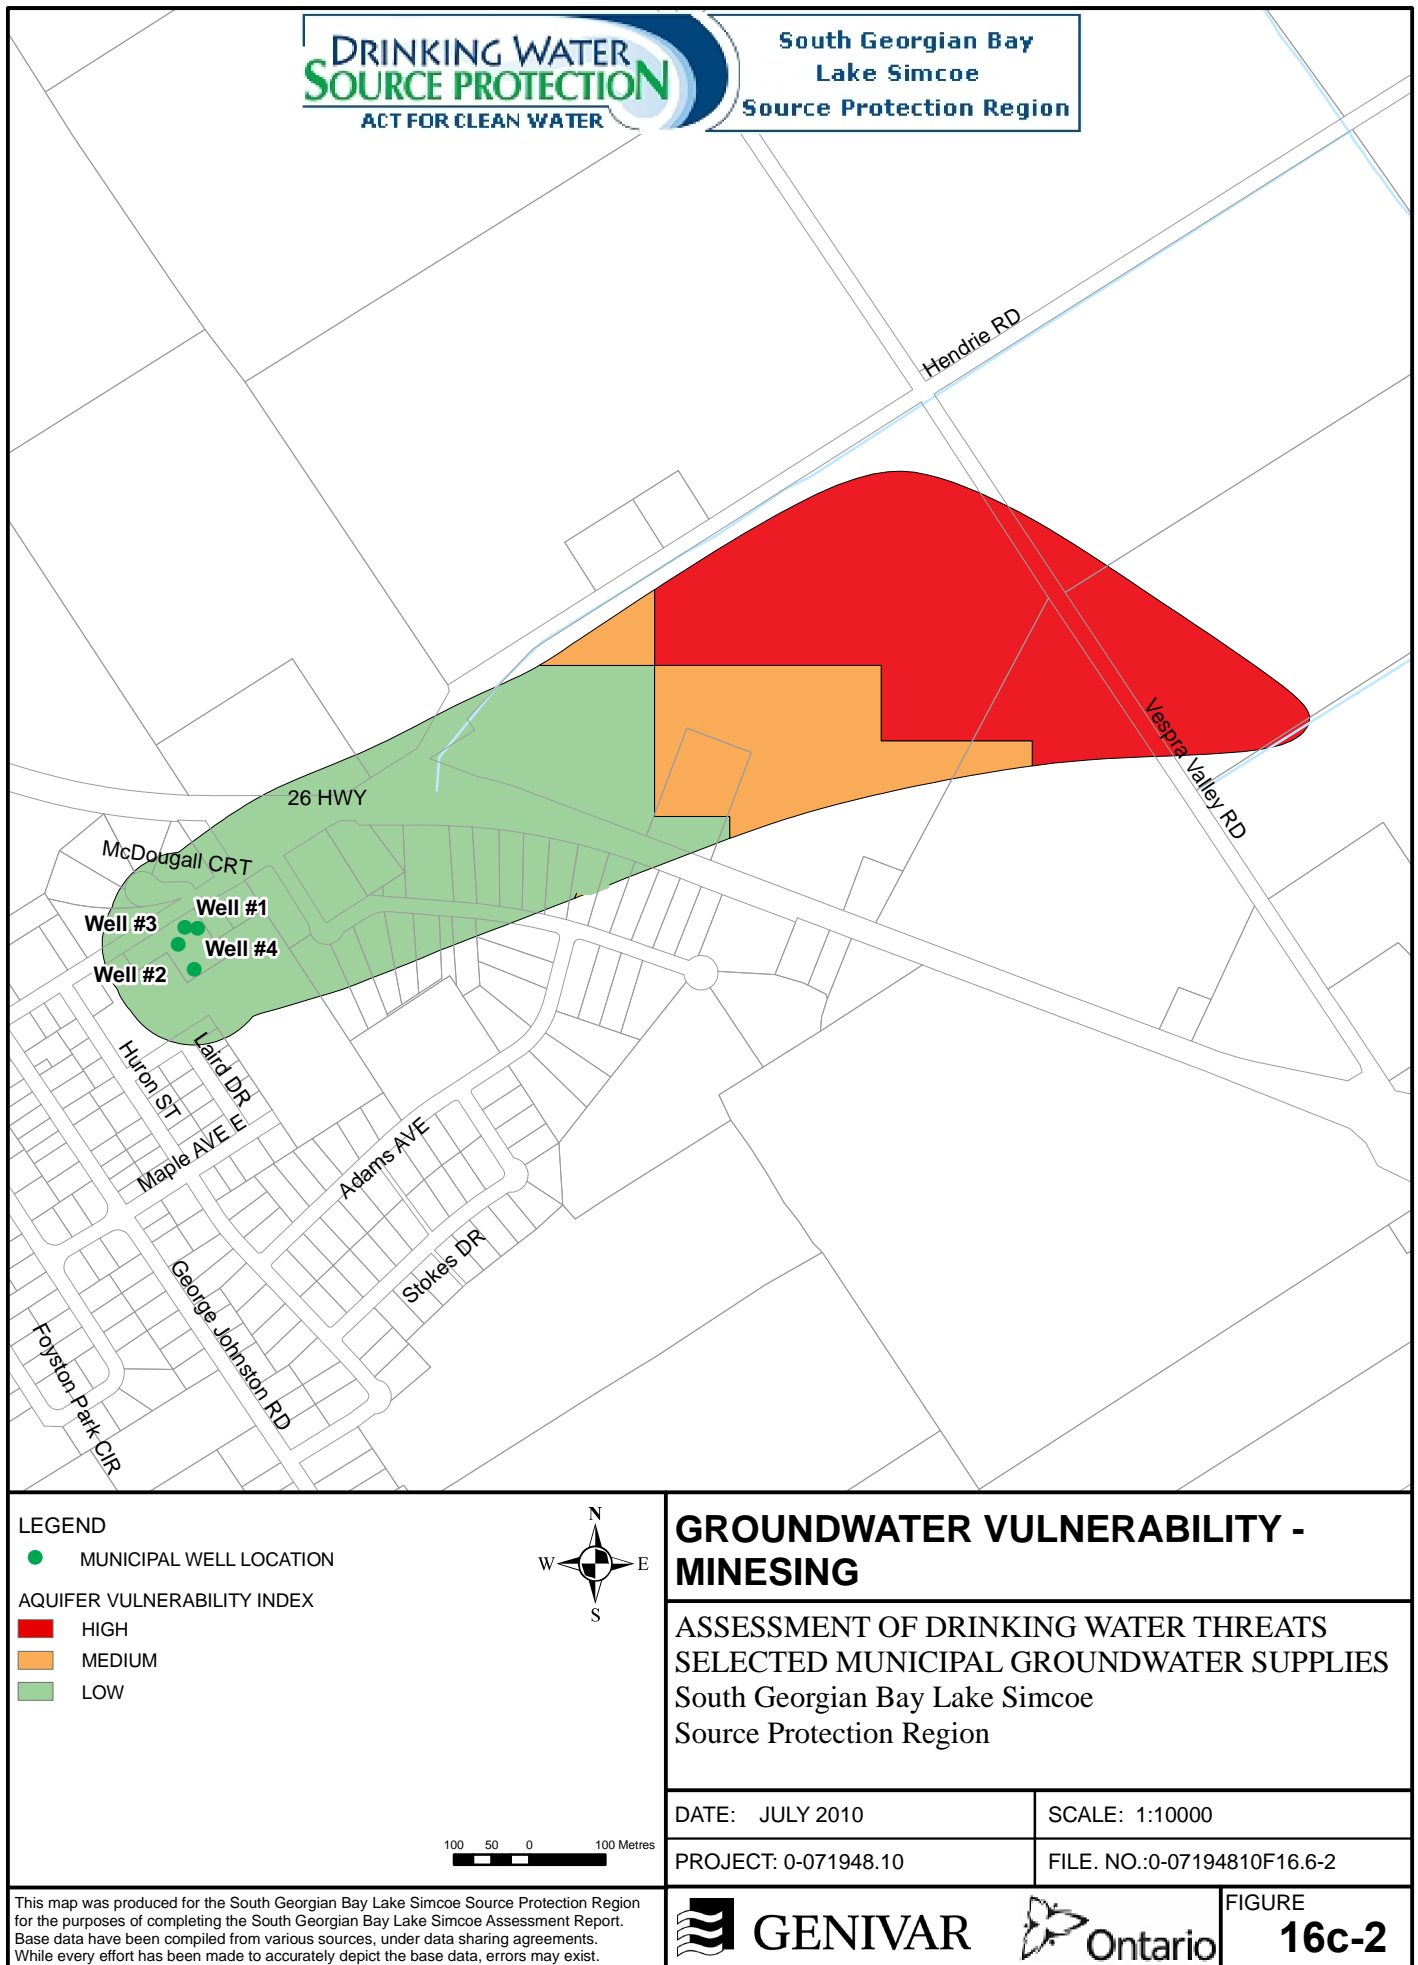 DRINKING WATER
SOURCE PROTECTION
ACT FOR CLEAN WATER
South Georgian Bay
Lake Simcoe
Source Protection Region
Hendrie RD
Vespra Valley RD
26 HWY
McDougall CRT
Well #1
Well #3
Well #4
Well #2
Laird DR
Huron ST
Maple AVE E
Adams AVE
Stokes DR
George Johnston RD
Foyston Park CIR
LEGEND
MUNICIPAL WELL LOCATION
AQUIFER VULNERABILITY INDEX
HIGH
MEDIUM
LOW
N
W E
S
100 50 0 100 Metres
GROUNDWATER VULNERABILITY -
MINESING
ASSESSMENT OF DRINKING WATER THREATS
SELECTED MUNICIPAL GROUNDWATER SUPPLIES
South Georgian Bay Lake Simcoe
Source Protection Region
DATE: JULY 2010
SCALE: 1:10000
PROJECT: 0-071948.10
FILE. NO.:0-07194810F16.6-2
This map was produced for the South Georgian Bay Lake Simcoe Source Protection Region
for the purposes of completing the South Georgian Bay Lake Simcoe Assessment Report.
Base data have been compiled from various sources, under data sharing agreements.
While every effort has been made to accurately depict the base data, errors may exist.
GENIVAR
Ontario
FIGURE
16c-2